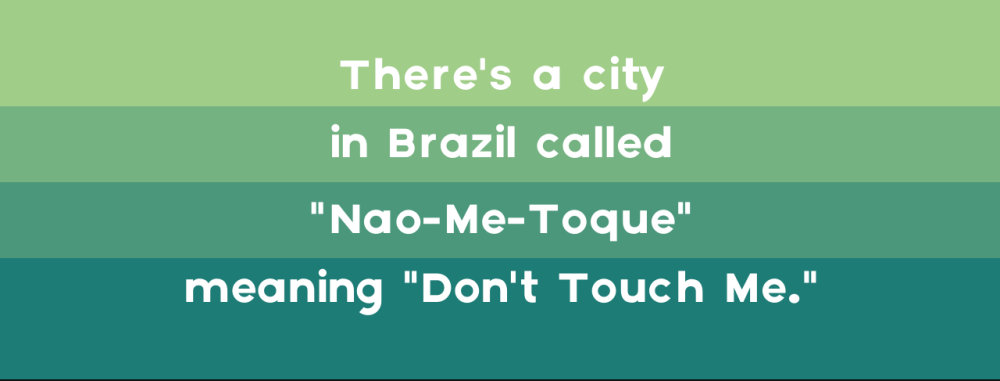 There's a city
in Brazil called
"Nao-Me-Toque"
meaning "Don't Touch Me."